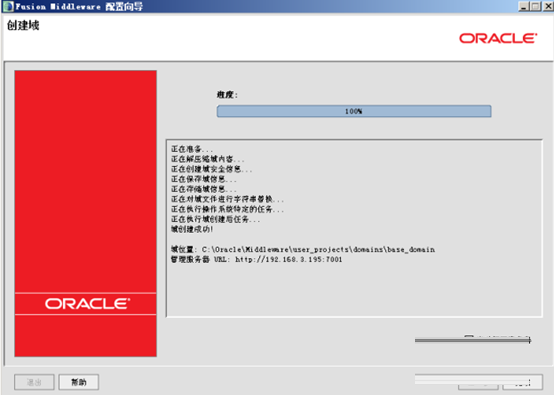 Fusion Middleware 配置向导
创建域
ORACLE
进度:
100%
正在准备...
正在解压缩域内容...
正在创建域安全信息...
正在保存域信息...
正在存储域信息...
正在对域文件进行字符串替换...
正在执行操作系统特定的任务...
正在执行域创建后任务...
域创建成功!
域位置: C:\Oracle\Middleware\user_projects\domains\base_domain
管理服务器 URL: http://192.168.3.195:7001
ORACLE
退出
帮助